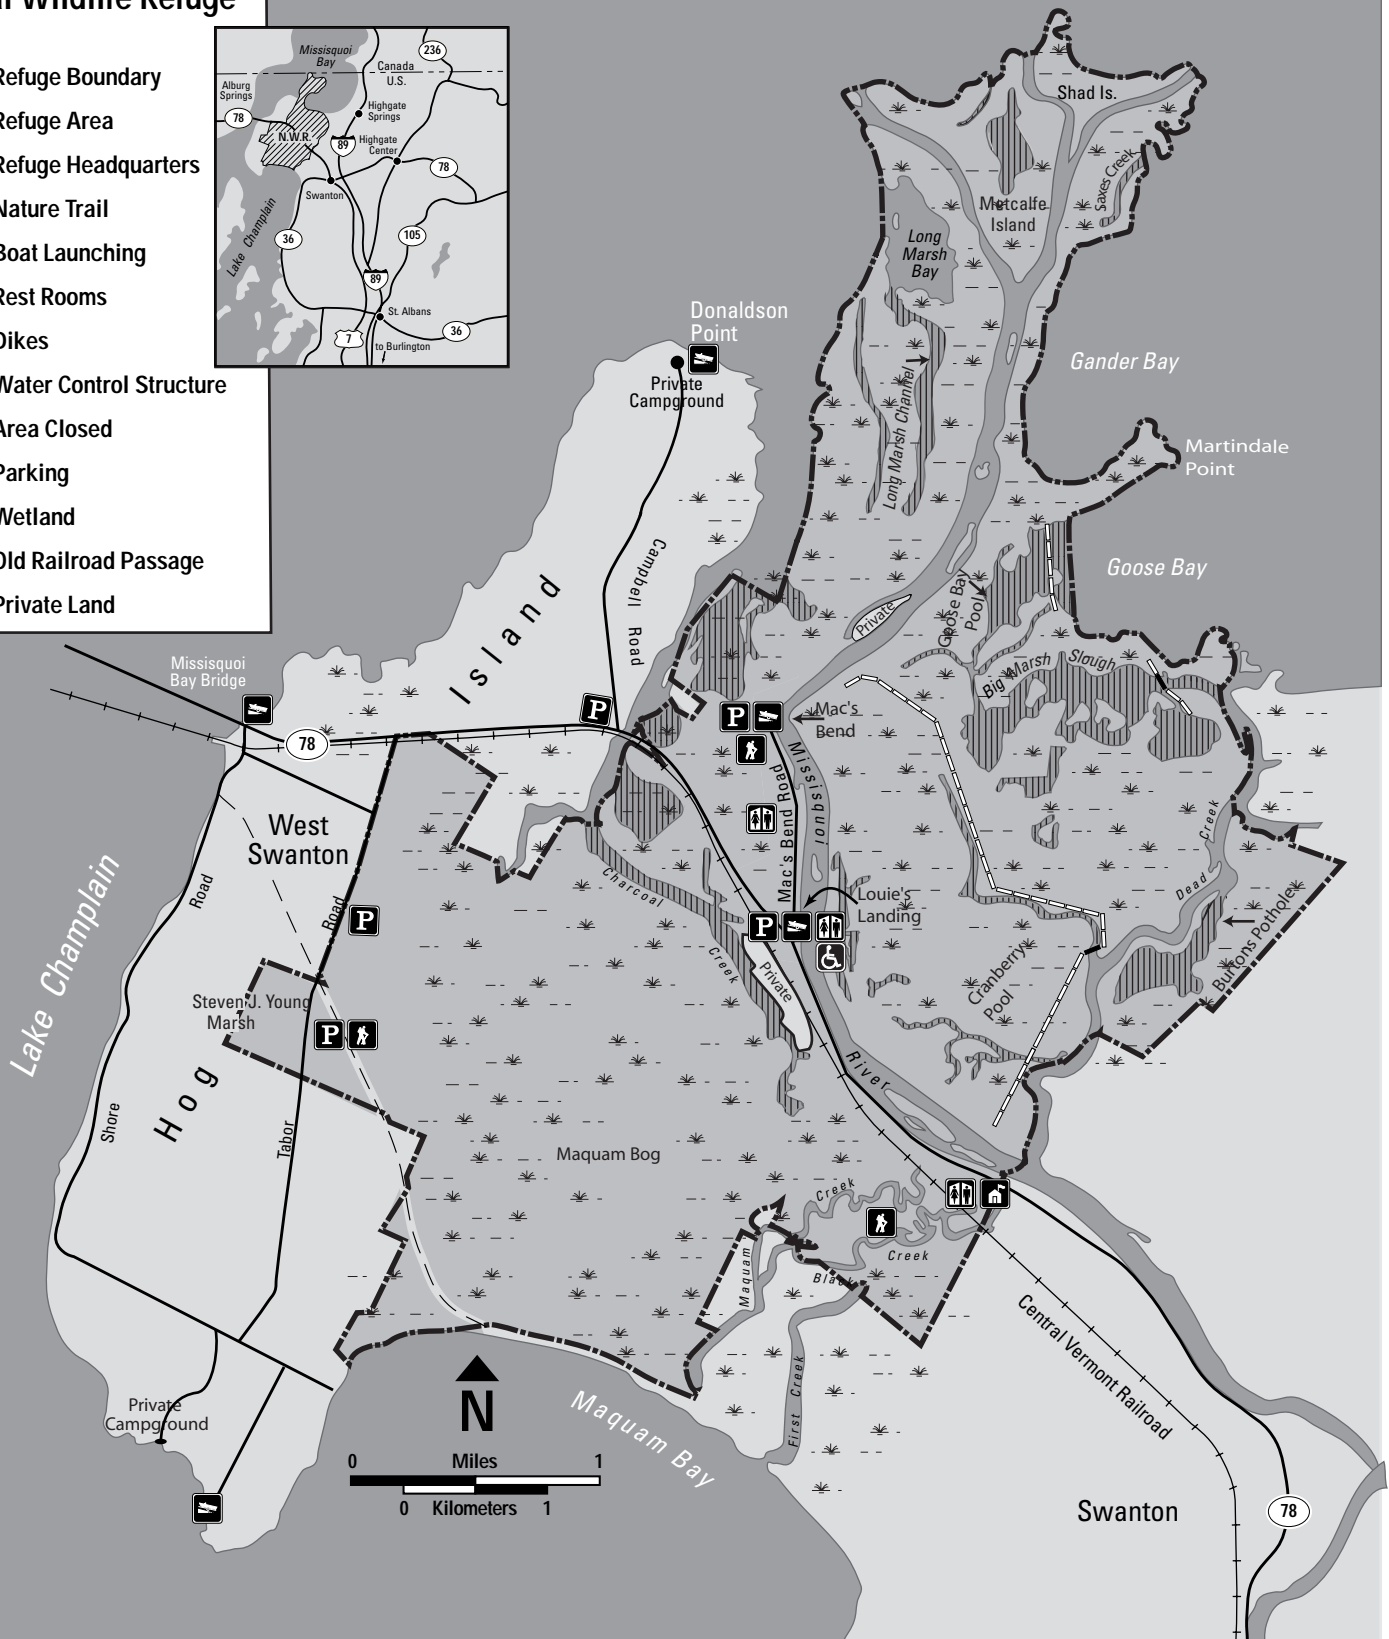 Wildlife Refuge
Refuge Boundary
Refuge Area
Refuge Headquarters
Nature Trail
Boat Launching
Rest Rooms
Dikes
Water Control Structure
Area Closed
Parking
Wetland
Old Railroad Passage
Private Land
Missisquoi
Bay
236
Canada
U.S.
Alburg
Springs
78
Highgate
Springs
N.W.R.
89
Highgate
Center
78
Swanton
Lake Champlain
36
105
89
St. Albans
7
36
to Burlington
Shad Is.
Saxes Creek
Metcalfe
Island
Long
Marsh
Bay
Donaldson
Point
Private
Campground
Gander Bay
Long Marsh Channel
Martindale
Point
Campbell Road
Island
Goose Bay
Goose Bay
Pool
Private
Big Marsh Slough
Missisquoi
Bay Bridge
P
P
Mac's
Bend
78
Mac's Bend Road
Missisquoi
River
West
Swanton
Road
Road
P
Charcoal
Creek
Louie's
Landing
P
Dead Creek
Burtons Pothole
Private
Cranberry
Pool
Lake Champlain
Steven J. Young
Marsh
P
Hog
Shore
Tabor
Maquam Bog
Creek
Creek
Maquam
Black
First Creek
Central Vermont Railroad
N
Maquam Bay
Private
Campground
0 Miles 1
0 Kilometers 1
Swanton
78